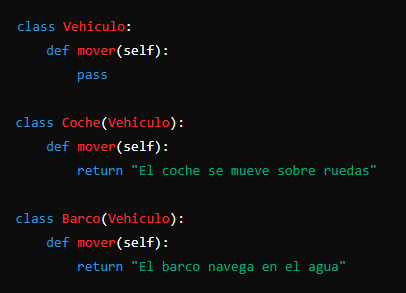 class Vehiculo:
    def mover(self):
        pass

class Coche(Vehiculo):
    def mover(self):
        return "El coche se mueve sobre ruedas"

class Barco(Vehiculo):
    def mover(self):
        return "El barco navega en el agua"